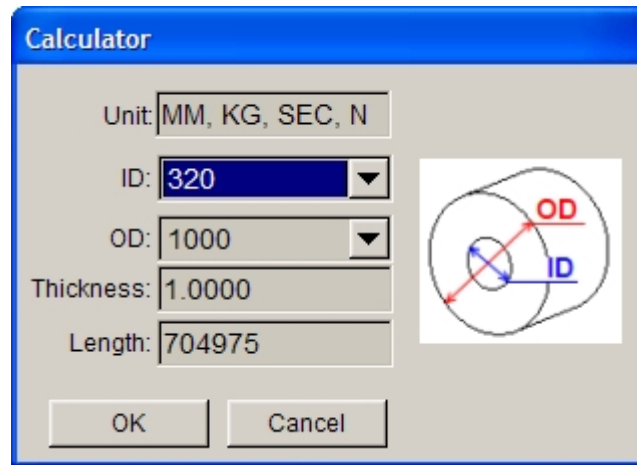 Calculator
Unit: MM, KG, SEC, N
ID: 320
OD: 1000
Thickness: 1.0000
Length: 704975
OD
ID
OK Cancel